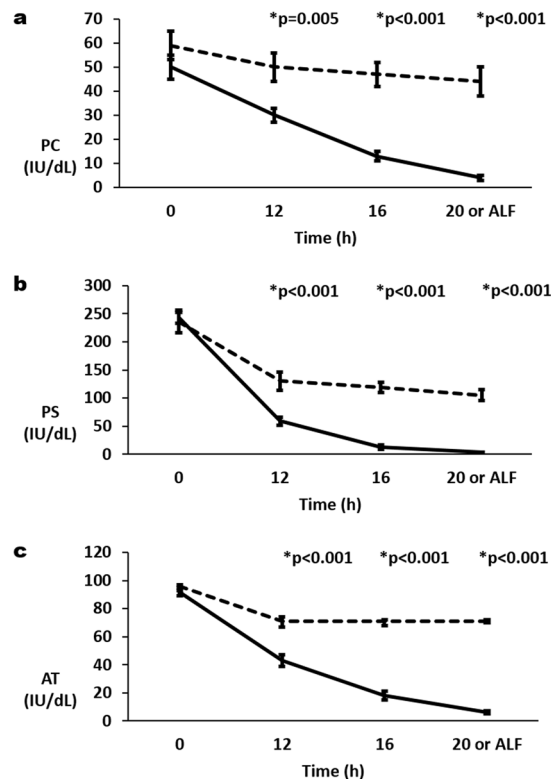 a
*p=0.005 *p<0.001 *p<0.001
70
60
50
40
30
20
10
0
PC
(IU/dL)
0 12 16 20 or ALF
Time (h)
b
*p<0.001 *p<0.001 *p<0.001
300
250
200
150
100
50
0
PS
(IU/dL)
0 12 16 20 or ALF
Time (h)
c
*p<0.001 *p<0.001 *p<0.001
120
100
80
60
40
20
0
AT
(IU/dL)
0 12 16 20 or ALF
Time (h)